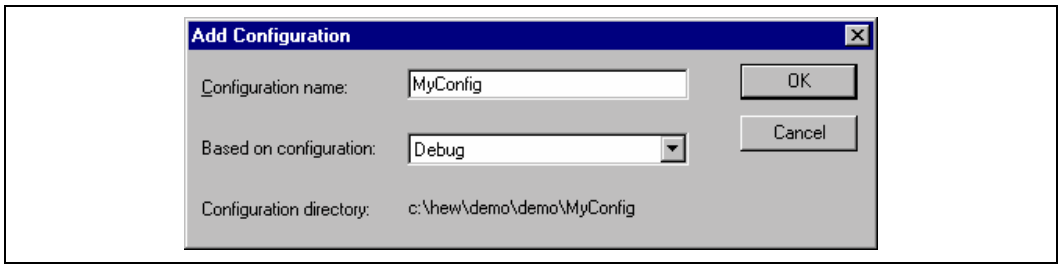 Add Configuration
Configuration name: MyConfig OK
Based on configuration: Debug Cancel
Configuration directory: c:\hew\demo\demo\MyConfig